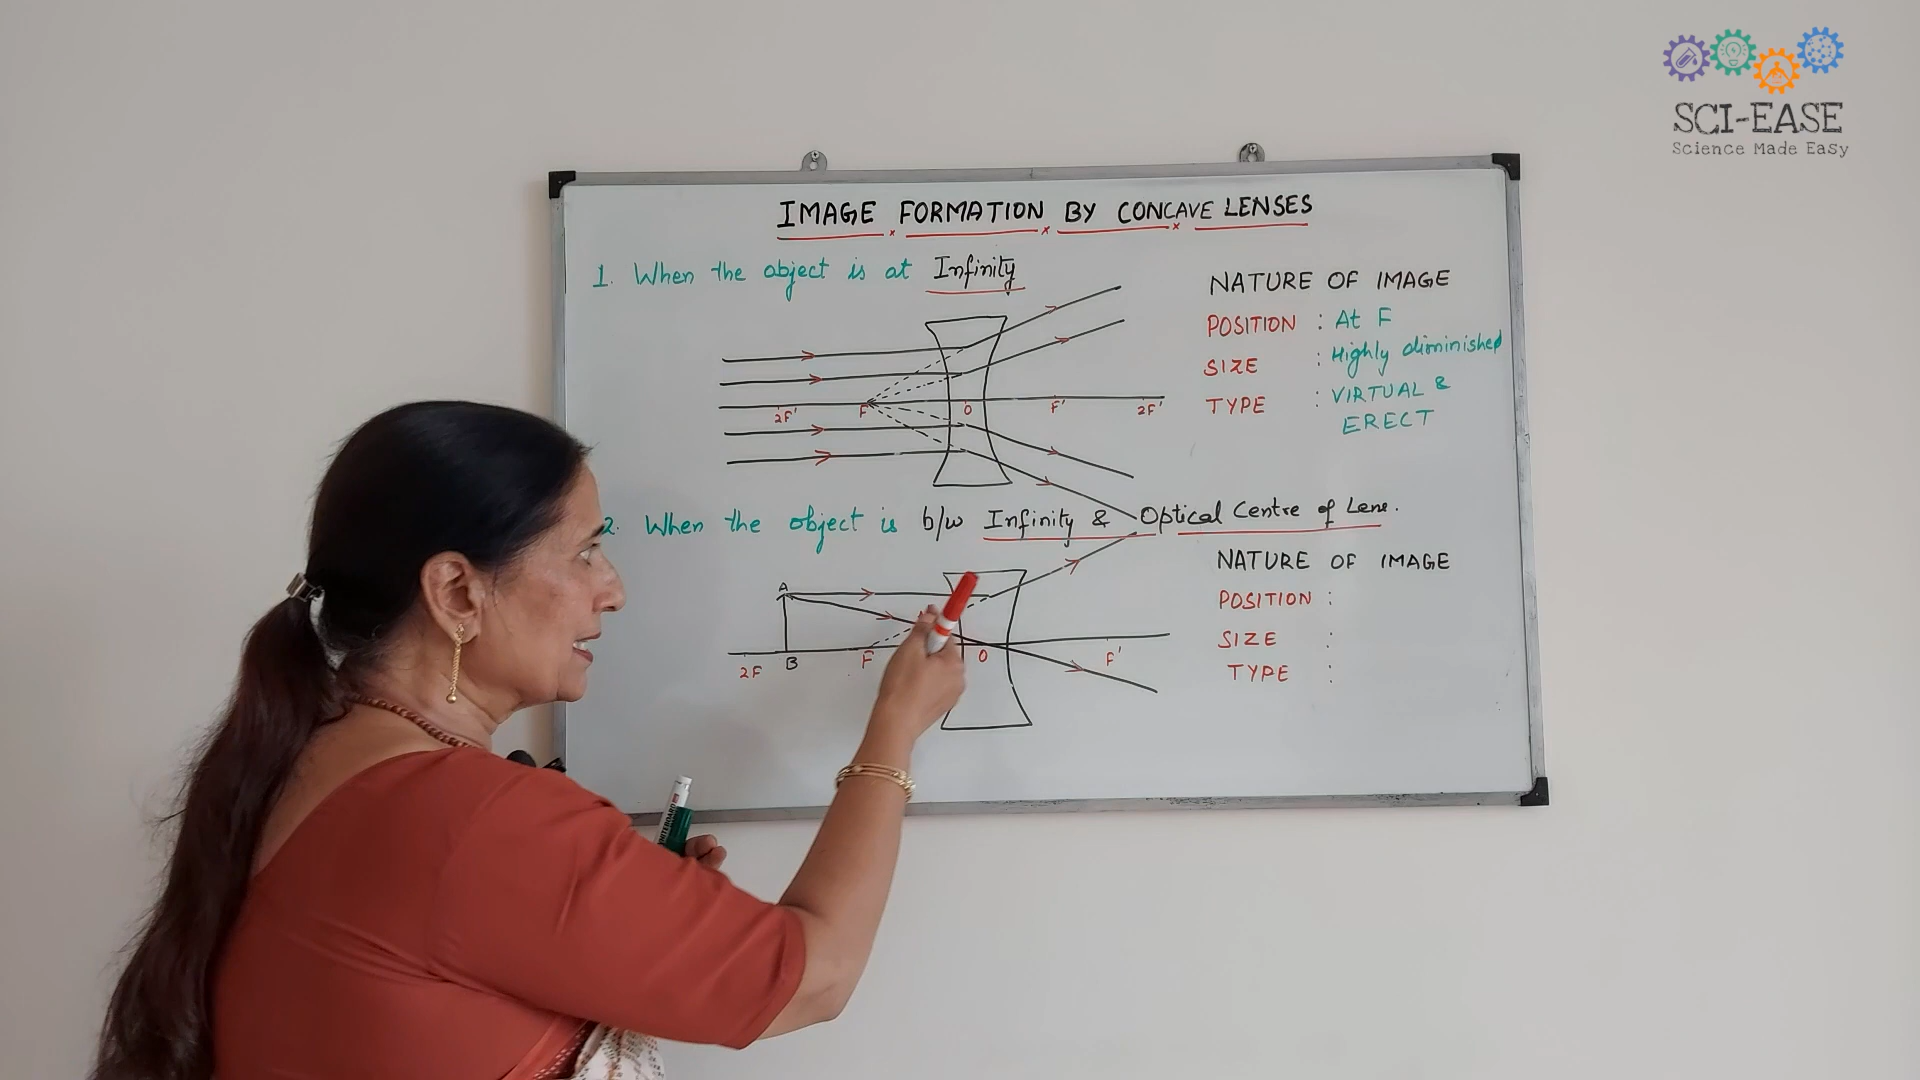 SCI-EASE
Science Made Easy
IMAGE FORMATION BY CONCAVE LENSES
1. When the object is at Infinity
2F' F O F' 2F'
NATURE OF IMAGE
POSITION : At F
SIZE : Highly diminished
TYPE : VIRTUAL &
ERECT
2. When the object is b/w Infinity & Optical Centre of Lens.
A
2F B F O F'
NATURE OF IMAGE
POSITION :
SIZE :
TYPE :